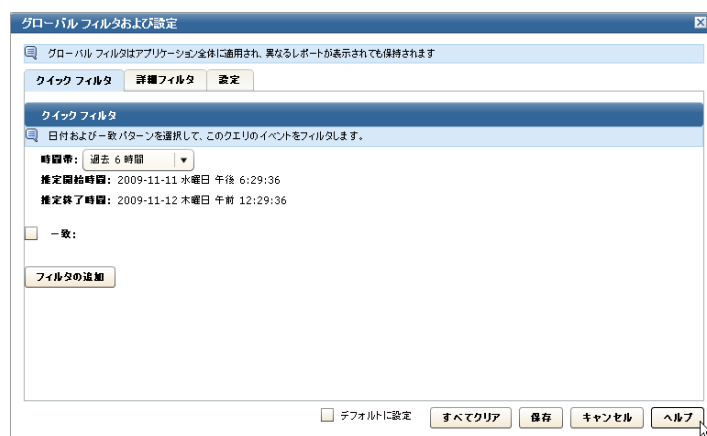 グローバル フィルタおよび設定
グローバル フィルタはアプリケーション全体に適用され、異なるレポートが表示されても保持されます
クイック フィルタ 詳細フィルタ 設定
クイック フィルタ
日付および一致パターンを選択して、このクエリのイベントをフィルタします。
時間帯: 過去 6 時間
推定開始時間: 2009-11-11 水曜日 午後 6:29:36
推定終了時間: 2009-11-12 木曜日 午前 12:29:36
一致:
フィルタの追加
デフォルトに設定 すべてクリア 保存 キャンセル ヘルプ